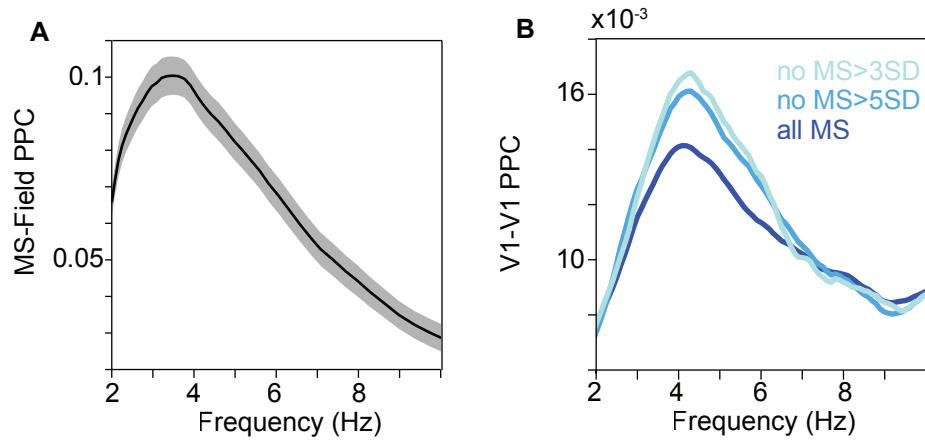 A
MS-Field PPC
0.1
0.05
2
4
6
8
Frequency (Hz)
B
x10-3
V1-V1 PPC
16
10
no MS>3SD
no MS>5SD
all MS
2
4
6
8
Frequency (Hz)